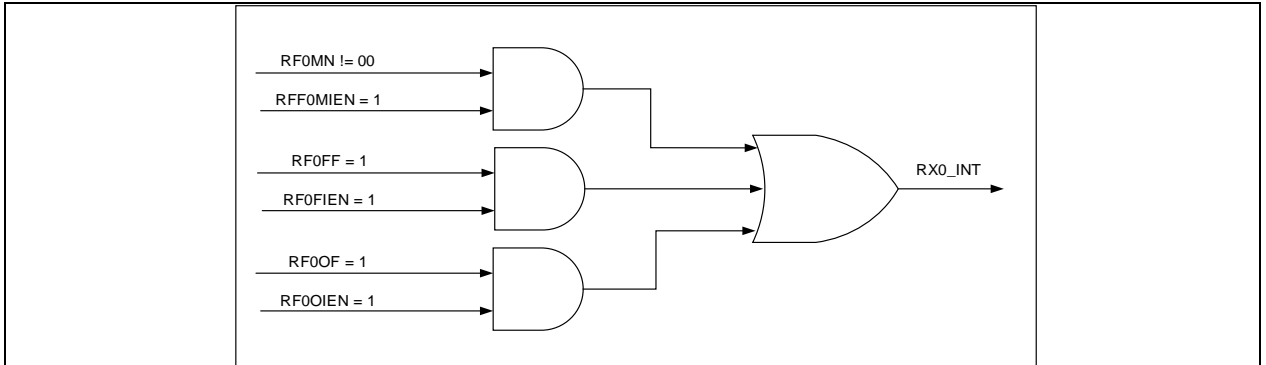 RF0MN != 00
RFF0MIEN = 1
RF0FF = 1
RF0FIEN = 1
RX0_INT
RF0OF = 1
RF0OIEN = 1